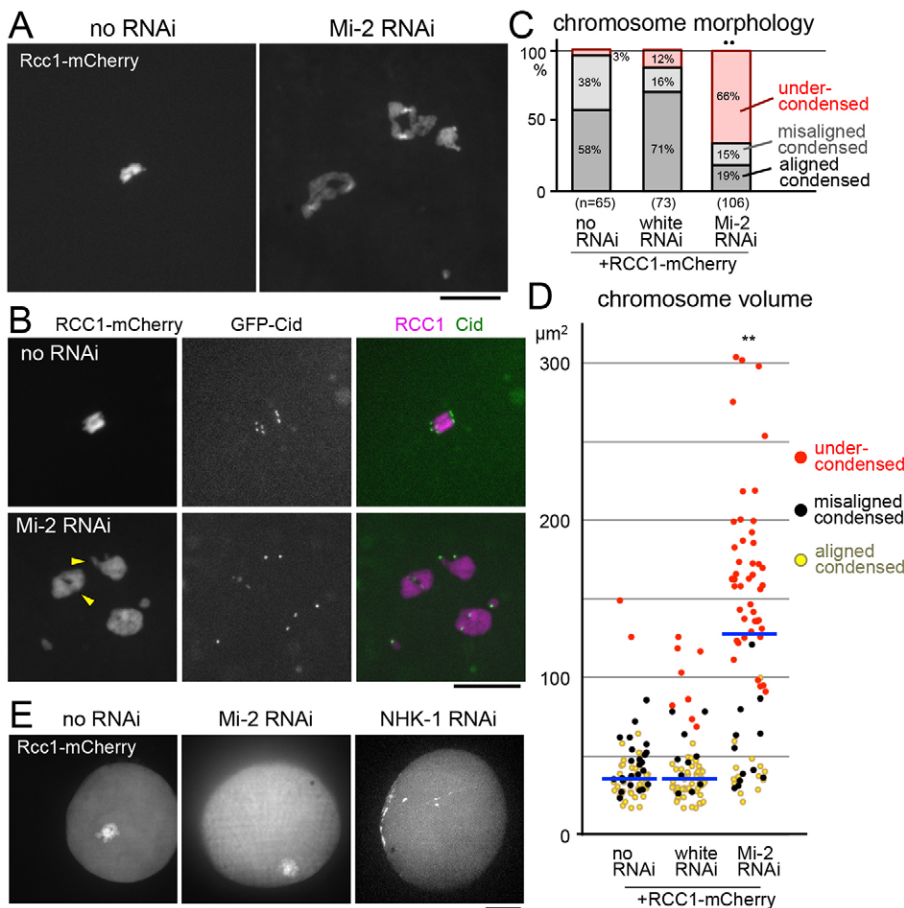 A
no RNAi
Mi-2 RNAi
Rcc1-mCherry
B
RCC1-mCherry
GFP-Cid
RCC1 Cid
no RNAi
Mi-2 RNAi
C
chromosome morphology
100
%
50
0
3%
38%
58%
12%
16%
71%
66%
15%
19%
under-
condensed
misaligned
condensed
aligned
condensed
(n=65)
(73)
(106)
no
RNAi
white
RNAi
Mi-2
RNAi
+RCC1-mCherry
**
D
chromosome volume
µm²
**
300
200
100
0
under-
condensed
misaligned
condensed
aligned
condensed
no
RNAi
white
RNAi
Mi-2
RNAi
+RCC1-mCherry
E
no RNAi
Mi-2 RNAi
NHK-1 RNAi
Rcc1-mCherry